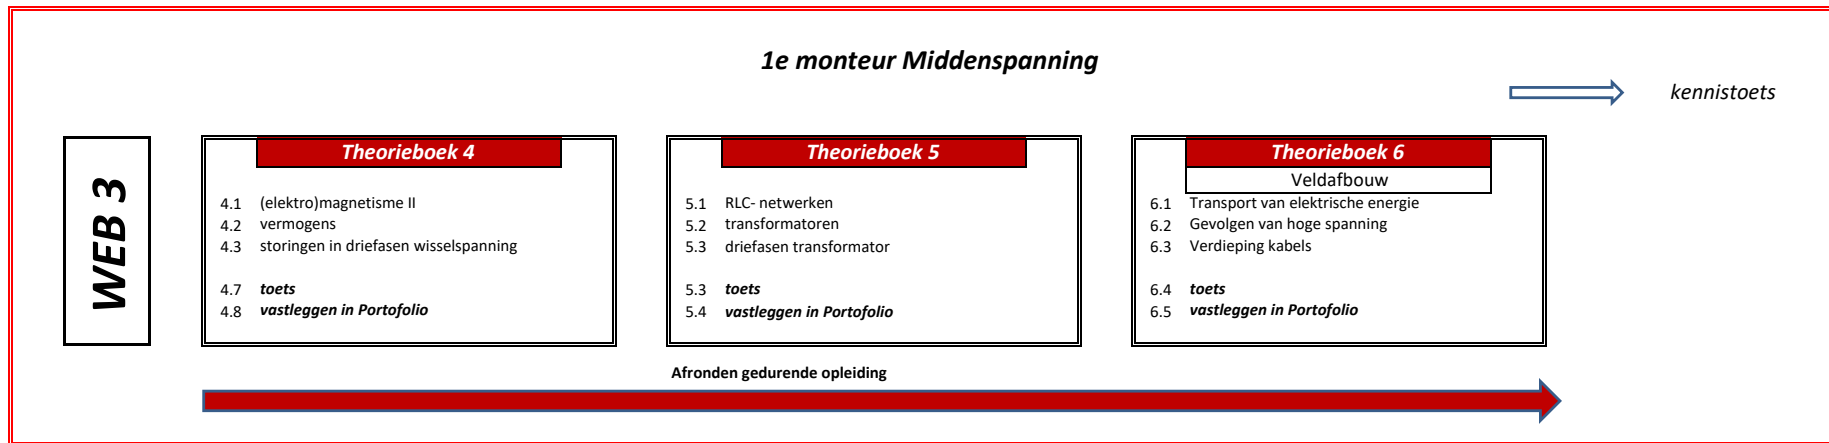 1e monteur Middenspanning
kennistoets
WEB 3
Theorieboek 4
4.1 (elektro)magnetisme II
4.2 vermogens
4.3 storingen in driefasen wisselspanning
4.7 toets
4.8 vastleggen in Portofolio
Theorieboek 5
5.1 RLC- netwerken
5.2 transformatoren
5.3 driefasen transformator
5.3 toets
5.4 vastleggen in Portofolio
Theorieboek 6
Veldafbouw
6.1 Transport van elektrische energie
6.2 Gevolgen van hoge spanning
6.3 Verdieping kabels
6.4 toets
6.5 vastleggen in Portofolio
Afronden gedurende opleiding